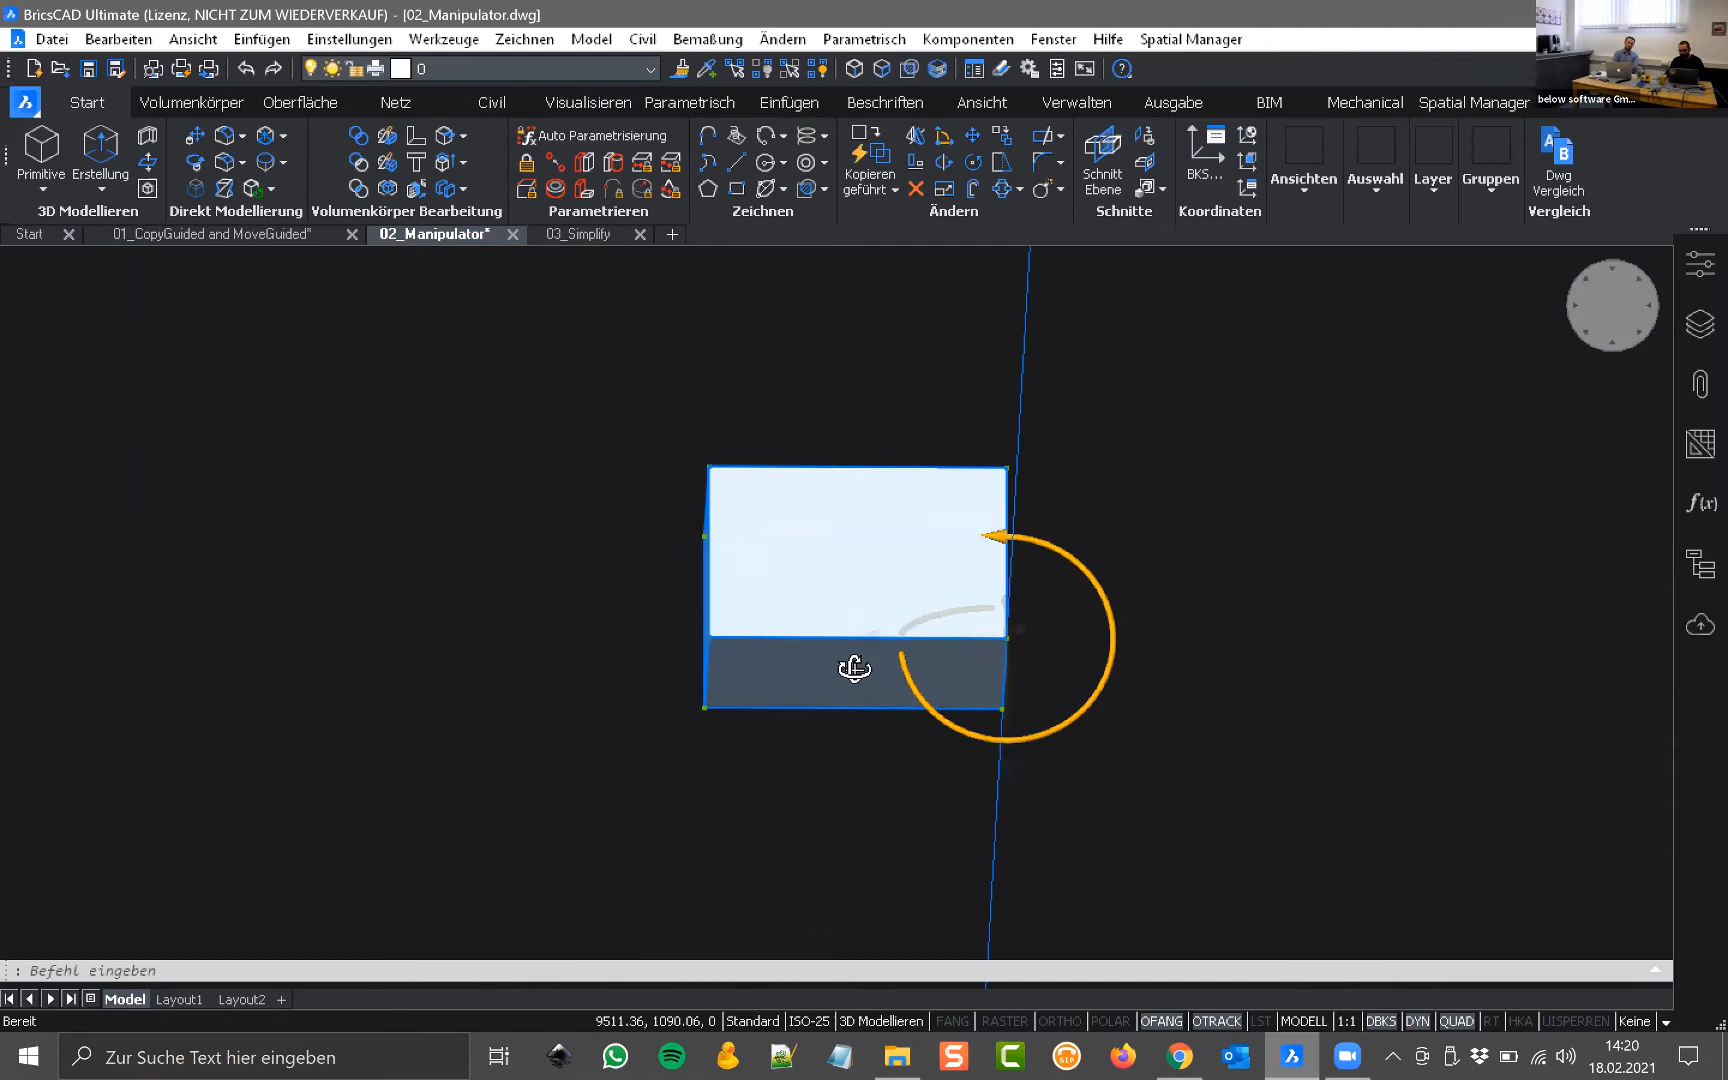 BricsCAD Ultimate (Lizenz, NICHT ZUM WIEDERVERKAUF) - [02_Manipulator.dwg]
Datei Bearbeiten Ansicht Einfügen Einstellungen Werkzeuge Zeichnen Model Civil Bemaßung Ändern Parametrisch Komponenten Fenster Hilfe Spatial Manager
below software Gm...
0
Start Volumenkörper Oberfläche Netz Civil Visualisieren Parametrisch Einfügen Beschriften Ansicht Verwalten Ausgabe BIM Mechanical Spatial Manager
Auto Parametrisierung
Primitive Erstellung
Kopieren geführt
Schnitt Ebene
BKS...
Ansichten Auswahl Layer Gruppen
Dwg Vergleich
3D Modellieren Direkt Modellierung Volumenkörper Bearbeitung Parametrieren Zeichnen Ändern Schnitte Koordinaten Vergleich
Start 01_CopyGuided and MoveGuided* 02_Manipulator* 03_Simplify
f(x)
: Befehl eingeben
Model Layout1 Layout2 +
Bereit 9511.36, 1090.06, 0 Standard ISO-25 3D Modellieren FANG RASTER ORTHO POLAR OFANG OTRACK LST MODELL 1:1 DBKS DYN QUAD RT HKA UISPERREN Keine
Zur Suche Text hier eingeben
14:20
18.02.2021